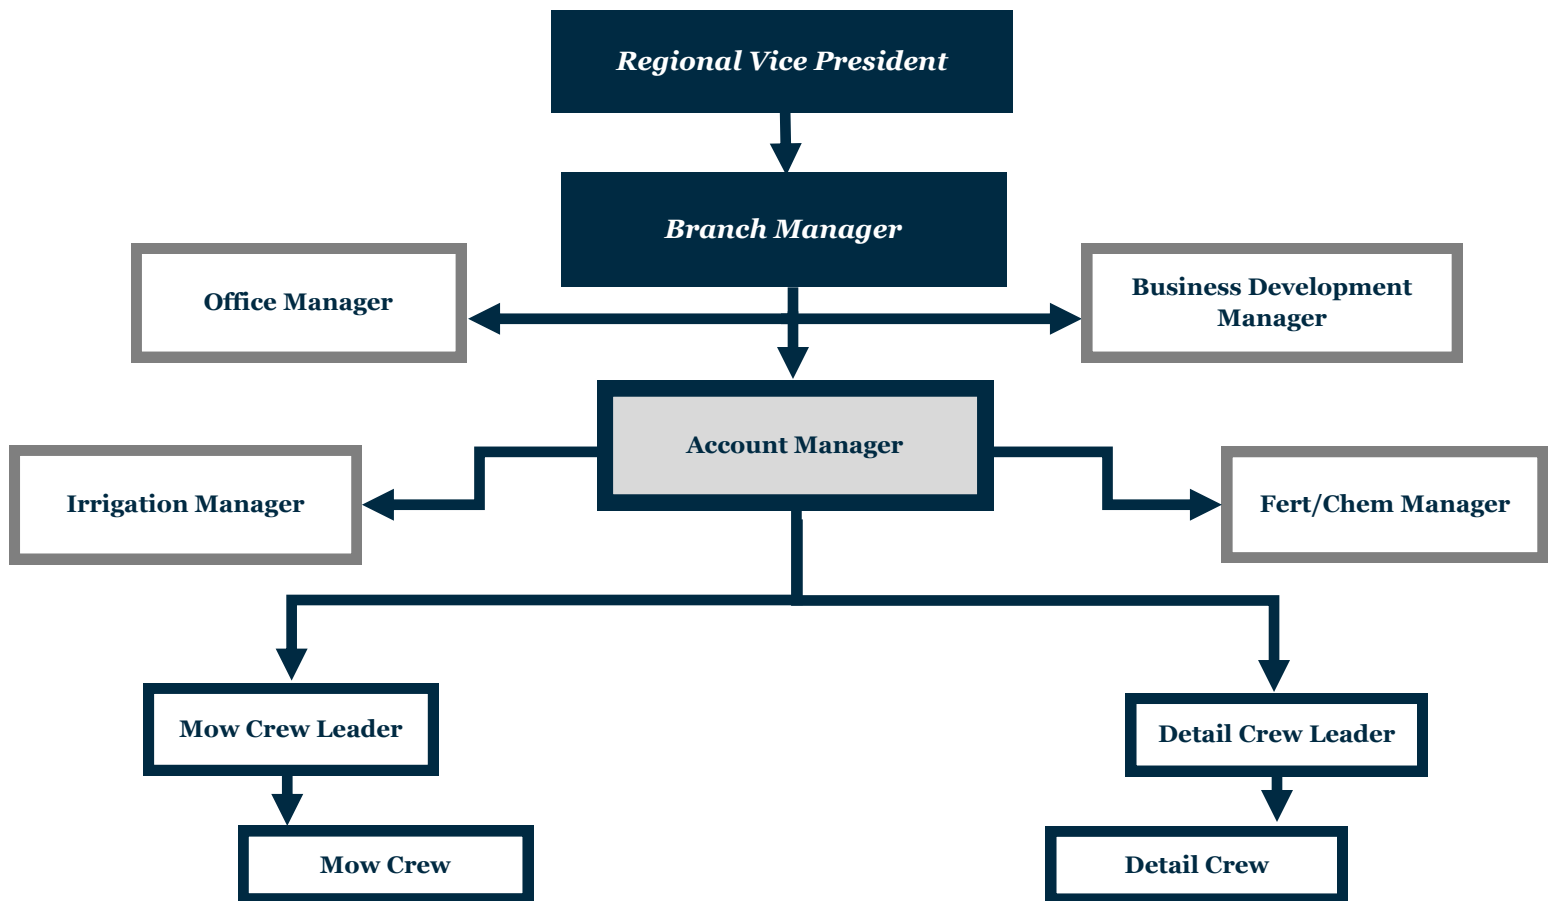 Regional Vice President
Branch Manager
Office Manager
Business Development
Manager
Account Manager
Irrigation Manager
Fert/Chem Manager
Mow Crew Leader
Detail Crew Leader
Mow Crew
Detail Crew